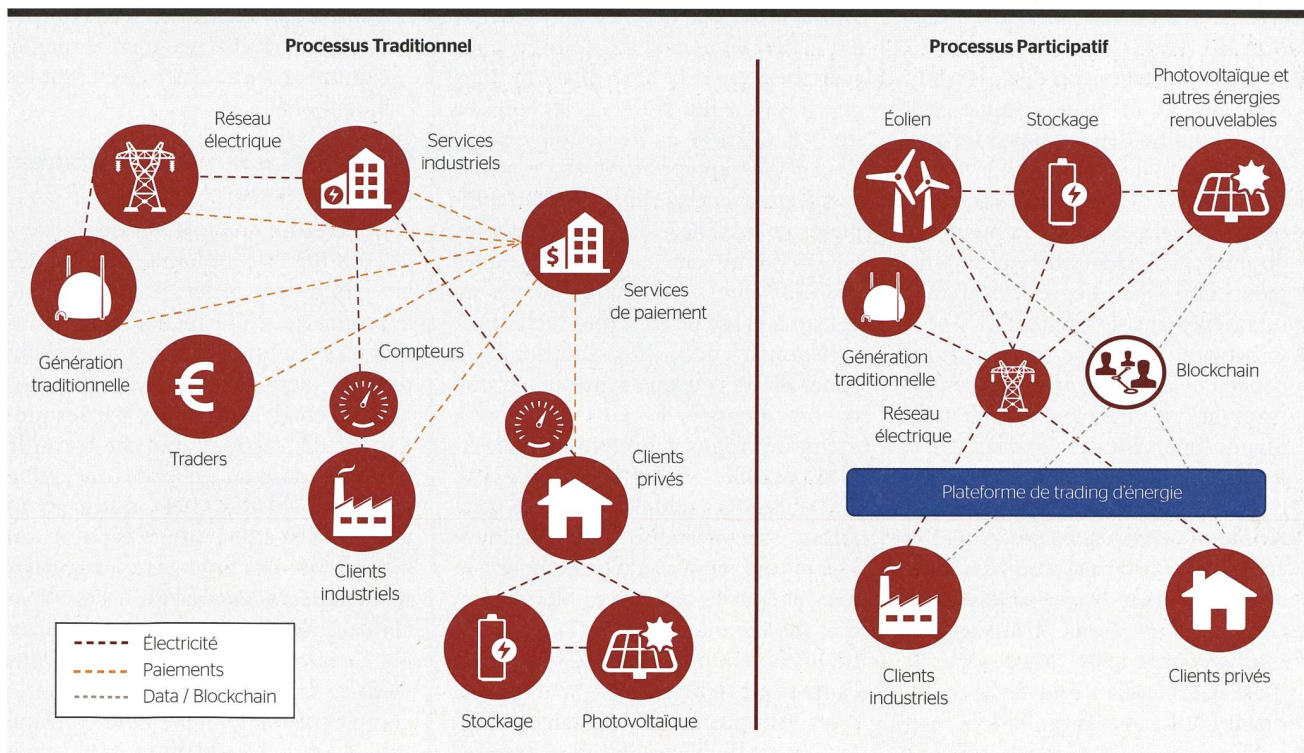 Processus Traditionnel
Réseau
électrique
Services
industriels
$
Services
de paiement
Génération
traditionnelle
€
Traders
Compteurs
Clients
privés
Clients
industriels
Stockage
Photovoltaïque
Électricité
Paiements
Data / Blockchain
Processus Participatif
Éolien
Stockage
Photovoltaïque et
autres énergies
renouvelables
Génération
traditionnelle
Blockchain
Réseau
électrique
Plateforme de trading d'énergie
Clients
industriels
Clients privés